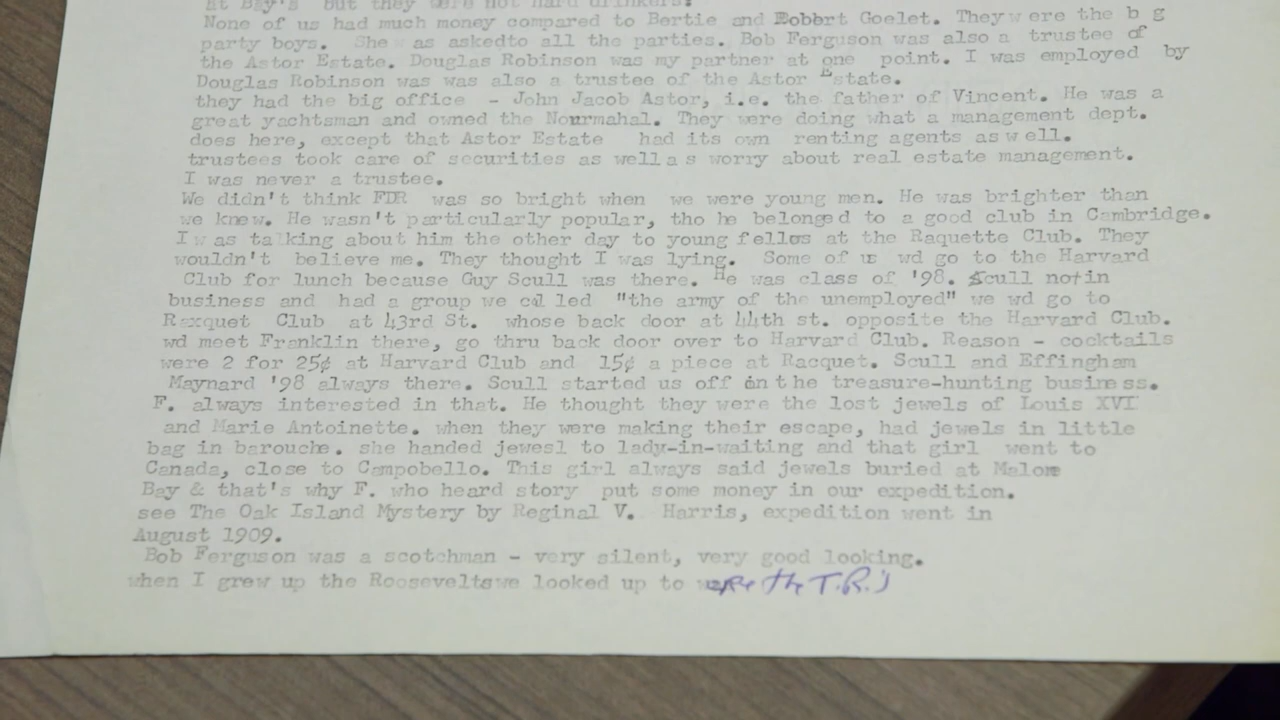 at Bay's but they were not hard drinkers.
None of us had much money compared to Bertie and Bobbrt Goelet. Theyw ere the b g
party boys. She as askedto all the parties. Bob Ferguson was also a trustee of
the Astor Estate. Douglas Robinson was my partner at one point. I was employed by
Douglas Robinson was was also a trustee of the Astor Estate.
they had the big office - John Jacob Astor, i.e. the father of Vincent. He was a
great yachtsman and owned the Nourmahal. They were doing what a management dept.
does here, except that Astor Estate had its own renting agents as well.
trustees took care of securities as wella s worry about real estate management.
I was never a trustee.
We didn't think FDR was so bright when we were young men. He was brighter than
we knew. He wasn't particularly popular, tho he belonged to a good club in Cambridge.
I was talking about him the other day to young fellos at the Raquette Club. They
wouldn't believe me. They thought I was lying. Some of us wd go to the Harvard
Club for lunch because Guy Scull was there. He was class of '98. Scull notin
business and had a group we called "the army of the unemployed" we wd go to
Racquet Club at 43rd St. whose back door at 44th st. opposite the Harvard Club.
wd meet Franklin there, go thru back door over to Harvard Club. Reason - cocktails
were 2 for 25¢ at Harvard Club and 15¢ a piece at Racquet. Scull and Effingham
Maynard '98 always there. Scull started us off on the treasure-hunting business.
F. always interested in that. He thought they were the lost jewels of Louis XVI
and Marie Antoinette. when they were making their escape, had jewels in little
bag in barouche. she handed jewesl to lady-in-waiting and that girl went to
Canada, close to Campobello. This girl always said jewels buried at Malone
Bay & that's why F. who heard story put some money in our expedition.
see The Oak Island Mystery by Reginal V. Harris, expedition went in
August 1909.
Bob Ferguson was a scotchman - very silent, very good looking.
when I grew up the Rooseveltswe looked up to were the T.R.'s